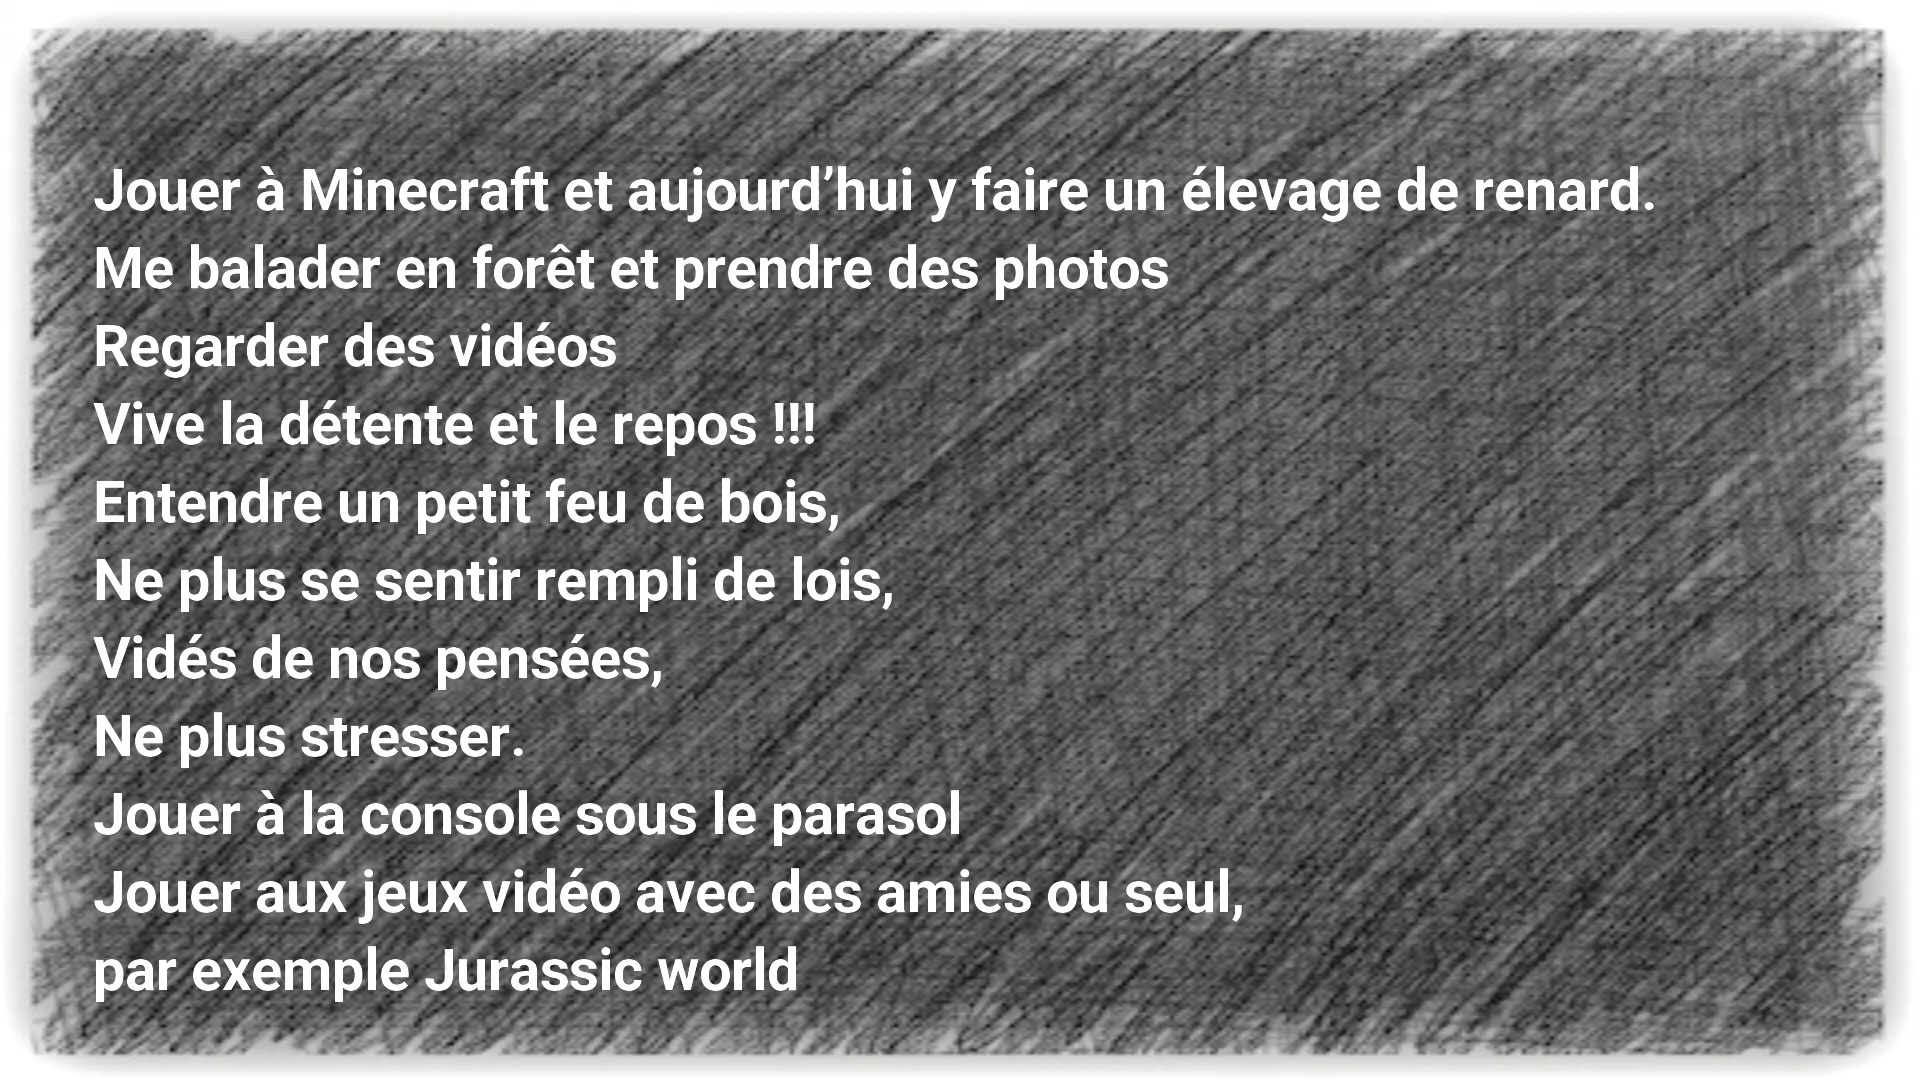 Jouer à Minecraft et aujourd’hui y faire un élevage de renard.
Me balader en forêt et prendre des photos
Regarder des vidéos
Vive la détente et le repos !!!
Entendre un petit feu de bois,
Ne plus se sentir rempli de lois,
Vidés de nos pensées,
Ne plus stresser.
Jouer à la console sous le parasol
Jouer aux jeux vidéo avec des amies ou seul,
par exemple Jurassic world